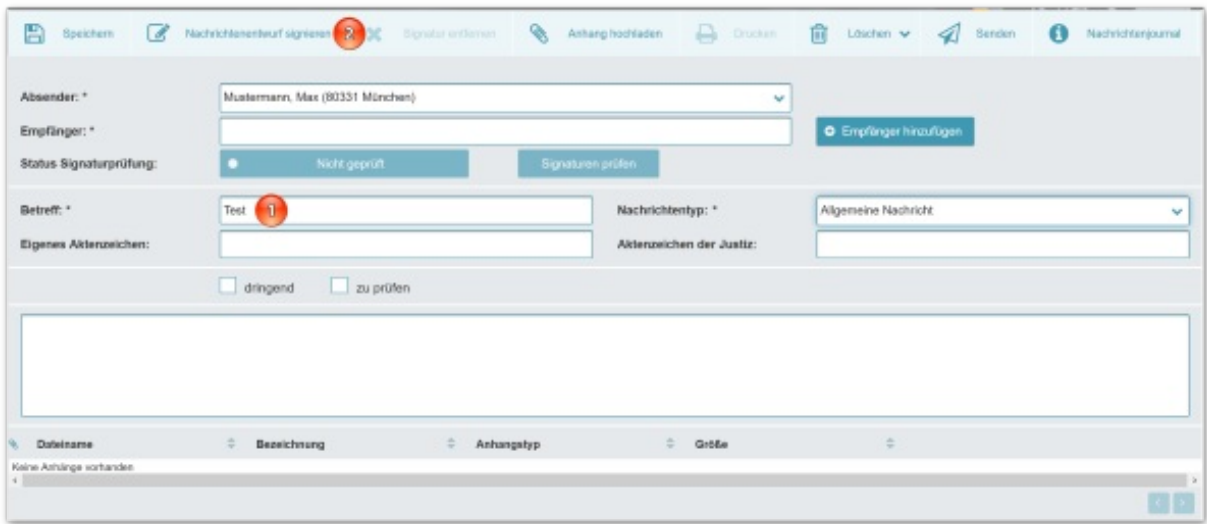 Speichern Nachrichtenentwurf signieren 2 Signatur entfernen Anhang hochladen Drucken Löschen Senden Nachrichtenjournal
Absender: * Mustermann, Max (80331 München)
Empfänger: * Empfänger hinzufügen
Status Signaturprüfung: Nicht geprüft Signaturen prüfen
Betreff: * Test 1 Nachrichtentyp: * Allgemeine Nachricht
Eigenes Aktenzeichen: Aktenzeichen der Justiz:
dringend zu prüfen
Dateiname Bezeichnung Anhangstyp Größe
Keine Anhänge vorhanden